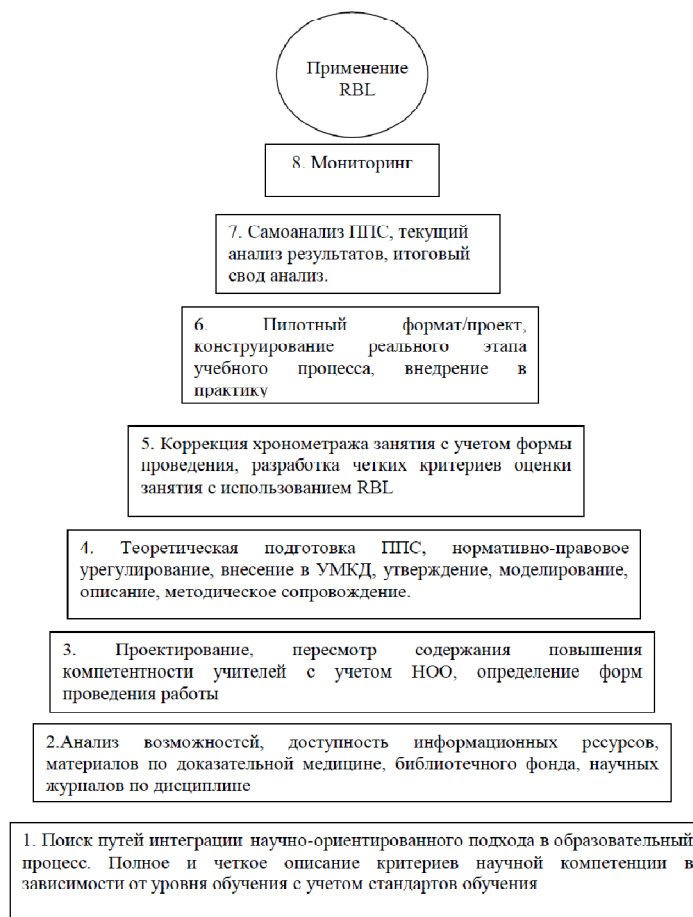 Применение
RBL
8. Мониторинг
7. Самоанализ ППС, текущий
анализ результатов, итоговый
свод анализ.
6. Пилотный формат/проект,
конструирование реального этапа
учебного процесса, внедрение в
практику
5. Коррекция хронометража занятия с учетом формы
проведения, разработка четких критериев оценки
занятия с использованием RBL
4. Теоретическая подготовка ППС, нормативно-правовое
урегулирование, внесение в УМКД, утверждение, моделирование,
описание, методическое сопровождение.
3. Проектирование, пересмотр содержания повышения
компетентности учителей с учетом НОО, определение форм
проведения работы
2.Анализ возможностей, доступность информационных ресурсов,
материалов по доказательной медицине, библиотечного фонда, научных
журналов по дисциплине
1. Поиск путей интеграции научно-ориентированного подхода в образовательный
процесс. Полное и четкое описание критериев научной компетенции в
зависимости от уровня обучения с учетом стандартов обучения